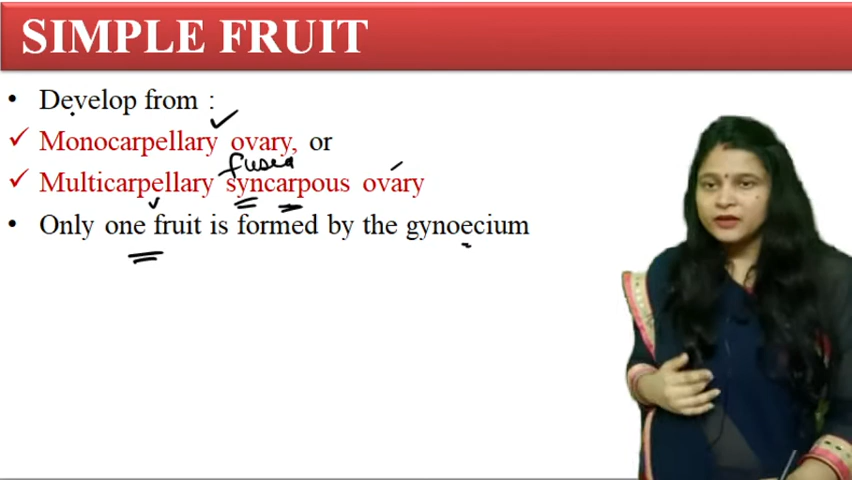 SIMPLE FRUIT
• Develop from :
✓ Monocarpellary ovary, or
fused
✓ Multicarpellary syncarpous ovary
• Only one fruit is formed by the gynoecium